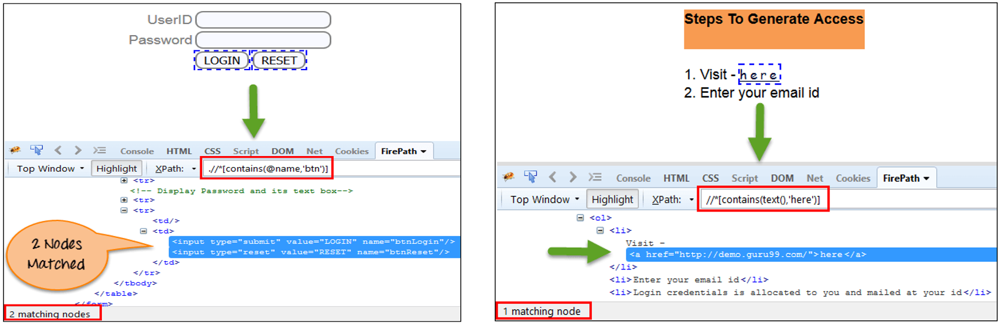 UserID
Password
LOGIN RESET
Console HTML CSS Script DOM Net Cookies FirePath
Top Window Highlight XPath: .//*[contains(@name,'btn')]
<tr>
<!-- Display Password and its text box-->
<tr>
<tr>
<td/>
<td>
<input type="submit" value="LOGIN" name="btnLogin"/>
<input type="reset" value="RESET" name="btnReset"/>
</td>
</tr>
</tbody>
</table>
</form>
2 Nodes
Matched
2 matching nodes
Steps To Generate Access
1. Visit - here
2. Enter your email id
Console HTML CSS Script DOM Net Cookies FirePath
Top Window Highlight XPath: //*[contains(text(),'here')]
<ol>
<li>
Visit -
<a href="http://demo.guru99.com/">here</a>
</li>
<li>Enter your email id</li>
<li>Login credentials is allocated to you and mailed at your id</li>
1 matching node